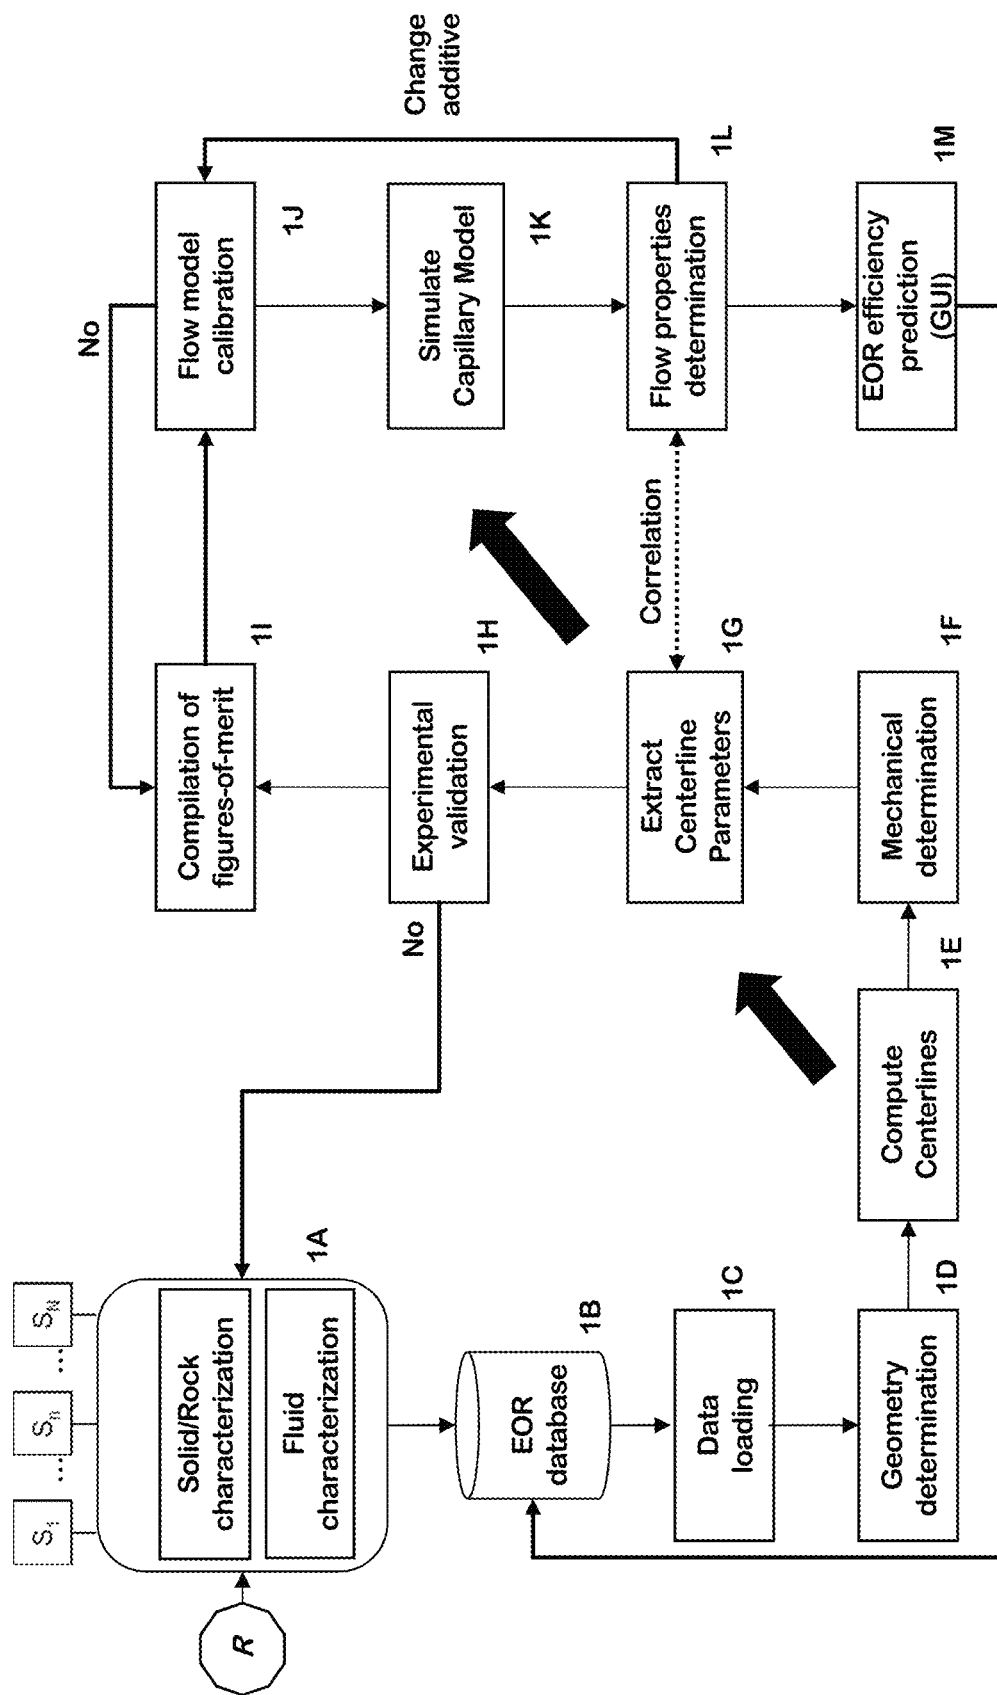 S1
...
Sn
...
SN
R
Solid/Rock
characterization
Fluid
characterization
1A
EOR
database
1B
Data
loading
1C
Geometry
determination
1D
Compute
Centerlines
1E
Mechanical
determination
1F
Extract
Centerline
Parameters
1G
Correlation
Experimental
validation
1H
No
Compilation of
figures-of-merit
1I
No
Flow model
calibration
1J
Simulate
Capillary Model
1K
Flow properties
determination
1L
Change
additive
EOR efficiency
prediction
(GUI)
1M